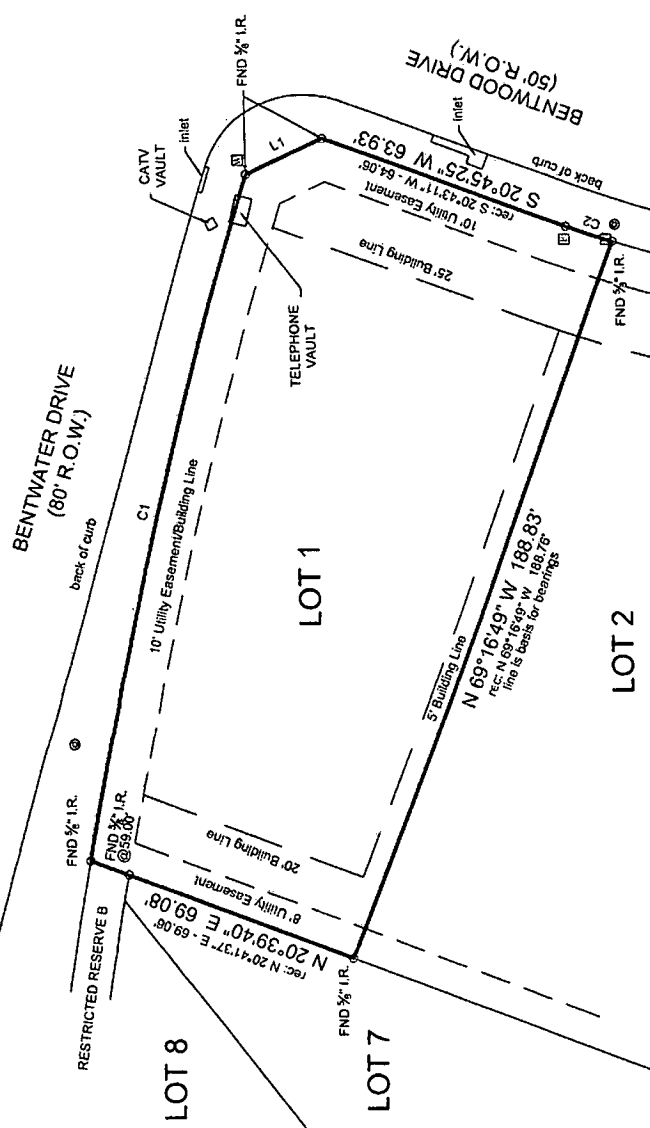 BENTWOOD DRIVE
(50' R.O.W.)
FND ⅝" I.R.
inlet
inlet
CATV
VAULT
L1
back of curb
S 20°45'25" W 63.93'
rec: S 20°43'11" W - 64.06'
10' Utility Easement
25' Building Line
C2
FND ⅝" I.R.
TELEPHONE
VAULT
BENTWATER DRIVE
(80' R.O.W.)
back of curb
C1
10' Utility Easement/Building Line
LOT 1
5' Building Line
N 69°16'49" W 188.83'
rec: N 69°16'49" W 188.76'
line is basis for bearings
LOT 2
FND ⅝" I.R.
FND ⅝" I.R.
@59.00'
20' Building Line
8' Utility Easement
N 20°39'40" E 69.08'
rec: N 20°41'37" E - 69.06'
RESTRICTED RESERVE B
FND ⅝" I.R.
LOT 8
LOT 7